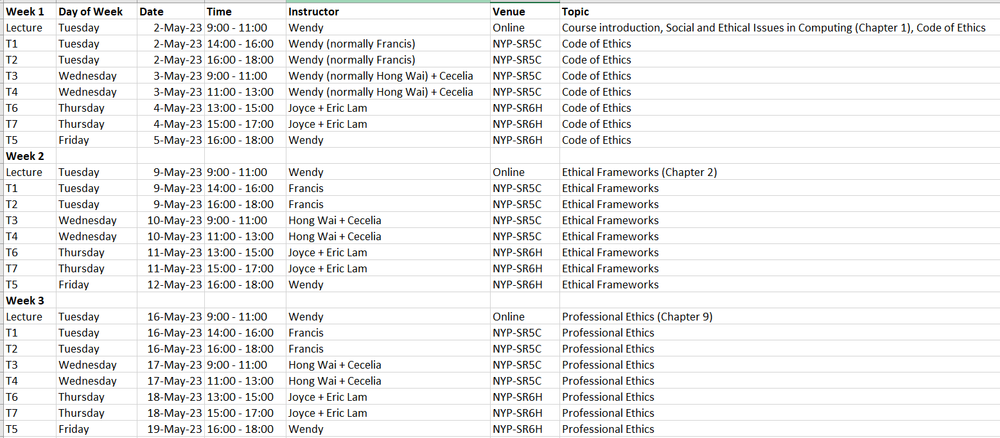 Week 1 Day of Week Date Time Instructor Venue Topic
Lecture Tuesday 2-May-23 9:00 - 11:00 Wendy Online Course introduction, Social and Ethical Issues in Computing (Chapter 1), Code of Ethics
T1 Tuesday 2-May-23 14:00 - 16:00 Wendy (normally Francis) NYP-SR5C Code of Ethics
T2 Tuesday 2-May-23 16:00 - 18:00 Wendy (normally Francis) NYP-SR5C Code of Ethics
T3 Wednesday 3-May-23 9:00 - 11:00 Wendy (normally Hong Wai) + Cecelia NYP-SR5C Code of Ethics
T4 Wednesday 3-May-23 11:00 - 13:00 Wendy (normally Hong Wai) + Cecelia NYP-SR5C Code of Ethics
T6 Thursday 4-May-23 13:00 - 15:00 Joyce + Eric Lam NYP-SR6H Code of Ethics
T7 Thursday 4-May-23 15:00 - 17:00 Joyce + Eric Lam NYP-SR6H Code of Ethics
T5 Friday 5-May-23 16:00 - 18:00 Wendy NYP-SR6H Code of Ethics
Week 2
Lecture Tuesday 9-May-23 9:00 - 11:00 Wendy Online Ethical Frameworks (Chapter 2)
T1 Tuesday 9-May-23 14:00 - 16:00 Francis NYP-SR5C Ethical Frameworks
T2 Tuesday 9-May-23 16:00 - 18:00 Francis NYP-SR5C Ethical Frameworks
T3 Wednesday 10-May-23 9:00 - 11:00 Hong Wai + Cecelia NYP-SR5C Ethical Frameworks
T4 Wednesday 10-May-23 11:00 - 13:00 Hong Wai + Cecelia NYP-SR5C Ethical Frameworks
T6 Thursday 11-May-23 13:00 - 15:00 Joyce + Eric Lam NYP-SR6H Ethical Frameworks
T7 Thursday 11-May-23 15:00 - 17:00 Joyce + Eric Lam NYP-SR6H Ethical Frameworks
T5 Friday 12-May-23 16:00 - 18:00 Wendy NYP-SR6H Ethical Frameworks
Week 3
Lecture Tuesday 16-May-23 9:00 - 11:00 Wendy Online Professional Ethics (Chapter 9)
T1 Tuesday 16-May-23 14:00 - 16:00 Francis NYP-SR5C Professional Ethics
T2 Tuesday 16-May-23 16:00 - 18:00 Francis NYP-SR5C Professional Ethics
T3 Wednesday 17-May-23 9:00 - 11:00 Hong Wai + Cecelia NYP-SR5C Professional Ethics
T4 Wednesday 17-May-23 11:00 - 13:00 Hong Wai + Cecelia NYP-SR5C Professional Ethics
T6 Thursday 18-May-23 13:00 - 15:00 Joyce + Eric Lam NYP-SR6H Professional Ethics
T7 Thursday 18-May-23 15:00 - 17:00 Joyce + Eric Lam NYP-SR6H Professional Ethics
T5 Friday 19-May-23 16:00 - 18:00 Wendy NYP-SR6H Professional Ethics